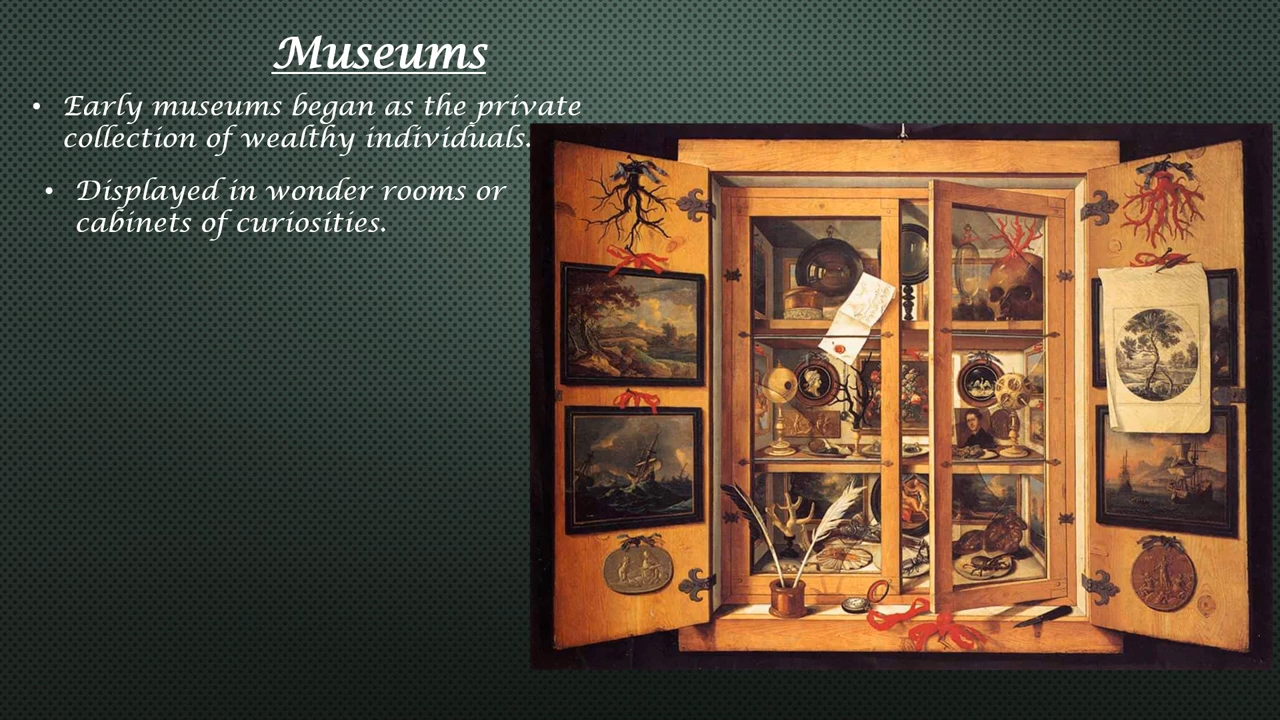 Museums
• Early museums began as the private
collection of wealthy individuals.
• Displayed in wonder rooms or
cabinets of curiosities.